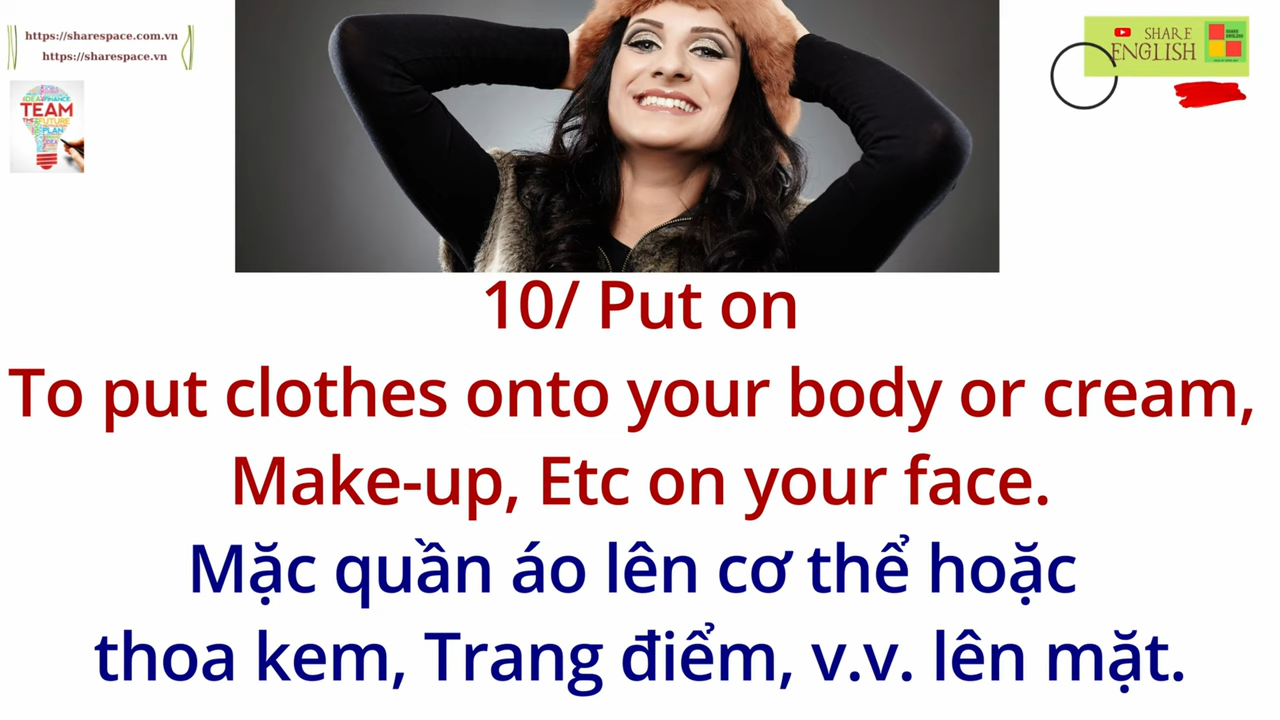 https://sharespace.com.vn
https://sharespace.vn
SHARE
ENGLISH
TEAM
PLAN
10/ Put on
To put clothes onto your body or cream,
Make-up, Etc on your face.
Mặc quần áo lên cơ thể hoặc
thoa kem, Trang điểm, v.v. lên mặt.